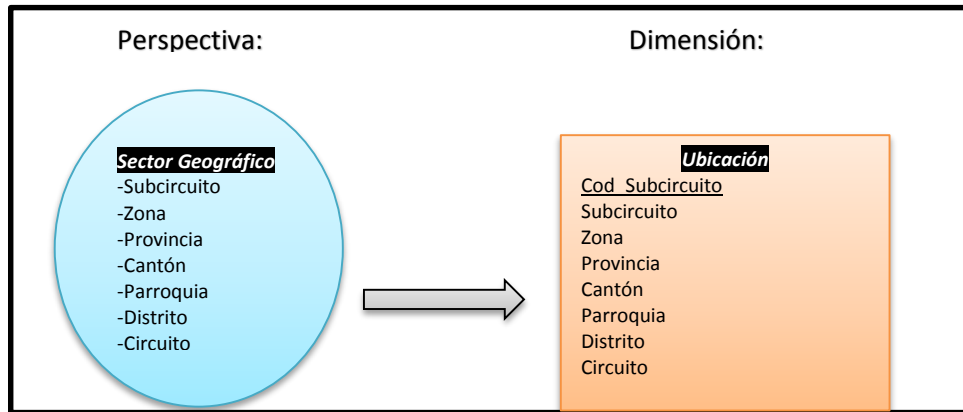 Perspectiva:
Sector Geográfico
-Subcircuito
-Zona
-Provincia
-Cantón
-Parroquia
-Distrito
-Circuito
Dimensión:
Ubicación
Cod_Subcircuito
Subcircuito
Zona
Provincia
Cantón
Parroquia
Distrito
Circuito